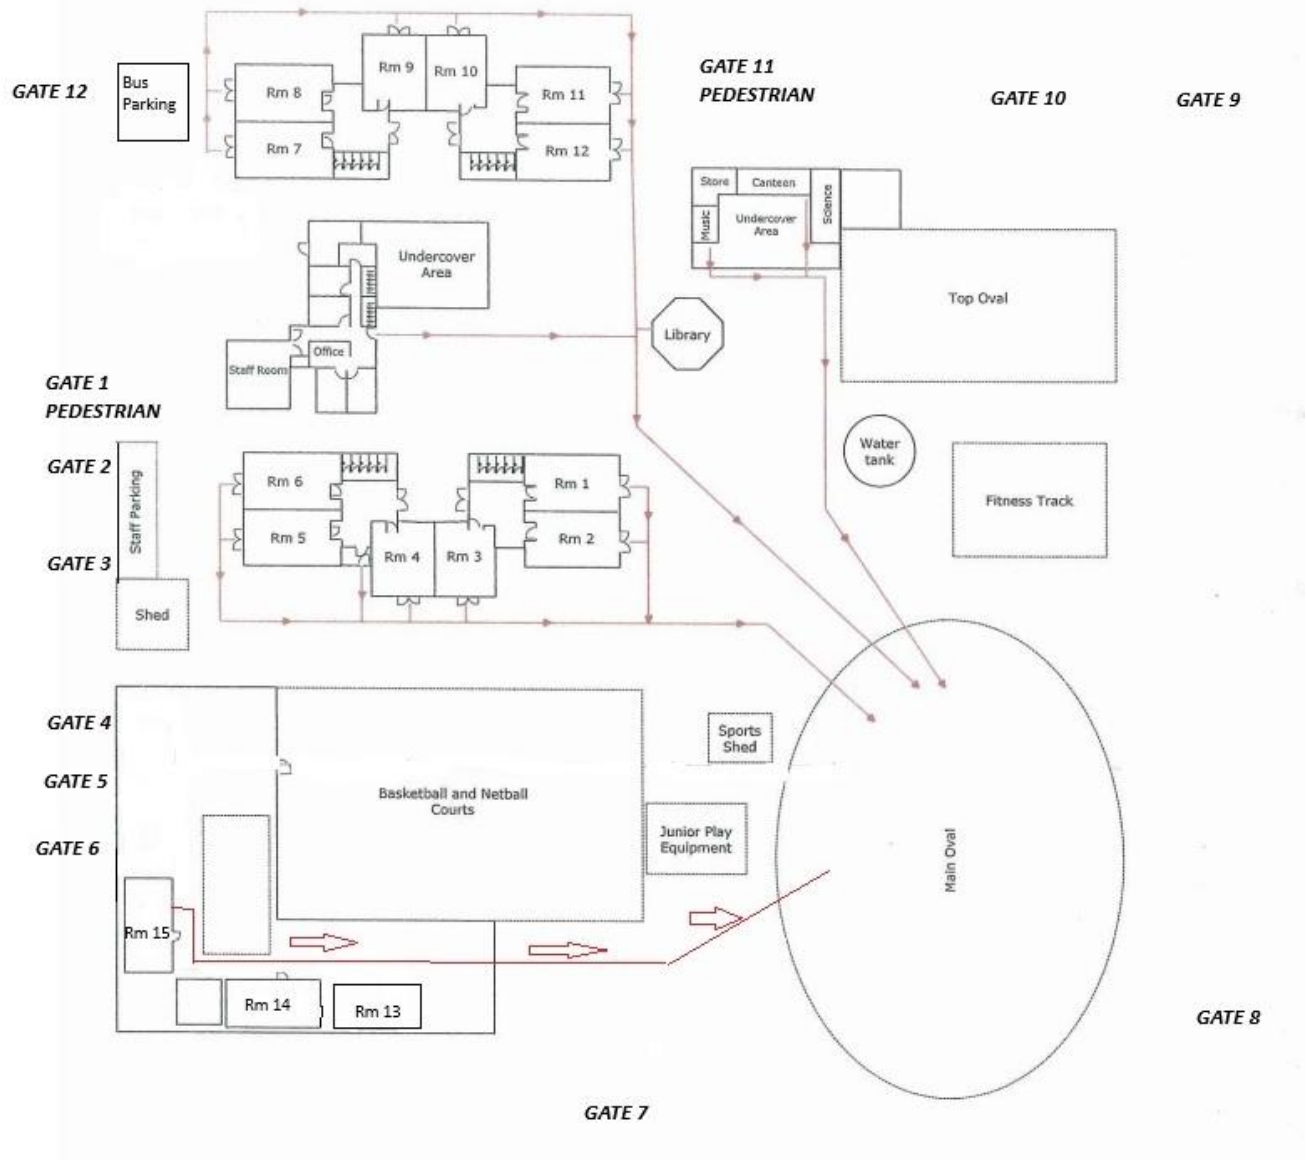 GATE 12
Bus
Parking
Rm 8
Rm 7
Rm 9
Rm 10
Rm 11
Rm 12
GATE 11
PEDESTRIAN
GATE 10
GATE 9
Store
Canteen
Music
Undercover
Area
Science
Undercover
Area
Top Oval
Library
Office
Staff Room
GATE 1
PEDESTRIAN
GATE 2
Staff Parking
GATE 3
Shed
Rm 6
Rm 5
Rm 4
Rm 3
Rm 1
Rm 2
Water
tank
Fitness Track
GATE 4
GATE 5
GATE 6
Basketball and Netball
Courts
Sports
Shed
Junior Play
Equipment
Main Oval
Rm 15
Rm 14
Rm 13
GATE 8
GATE 7